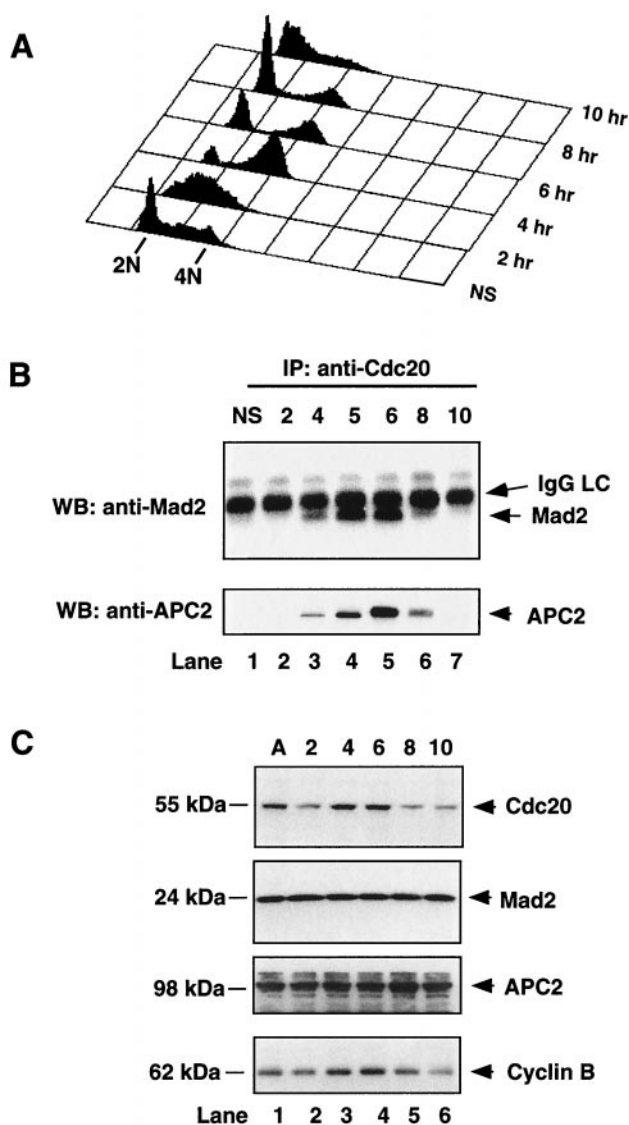 A
10 hr
8 hr
6 hr
4 hr
2 hr
NS
2N
4N
B
IP: anti-Cdc20
NS 2 4 5 6 8 10
IgG LC
WB: anti-Mad2
Mad2
WB: anti-APC2
APC2
Lane 1 2 3 4 5 6 7
C
A 2 4 6 8 10
55 kDa
Cdc20
24 kDa
Mad2
98 kDa
APC2
62 kDa
Cyclin B
Lane 1 2 3 4 5 6